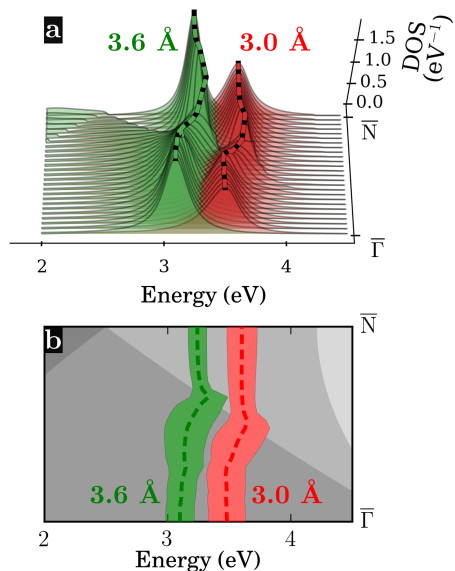 a
3.6 Å
3.0 Å
DOS
(eV⁻¹)
1.5
1.0
0.5
0.0
N̅
Γ̅
2
3
4
Energy (eV)
b
N̅
3.6 Å
3.0 Å
Γ̅
2
3
4
Energy (eV)